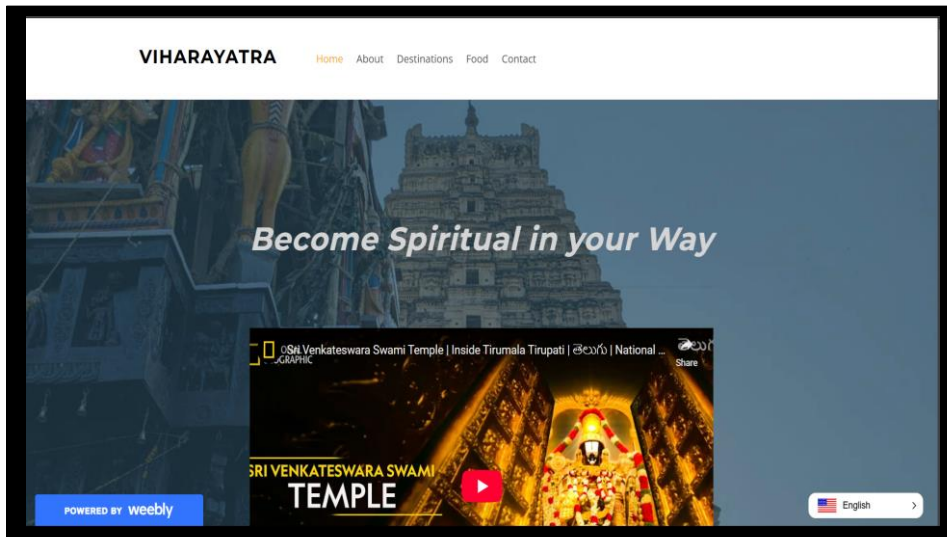 VIHARAYATRA
Home About Destinations Food Contact
Become Spiritual in your Way
Sri Venkateswara Swami Temple | Inside Tirumala Tirupati | తెలుగు | National ...
GRAPHIC
తెలుగు
Share
SRI VENKATESWARA SWAMI
TEMPLE
POWERED BY weebly
English